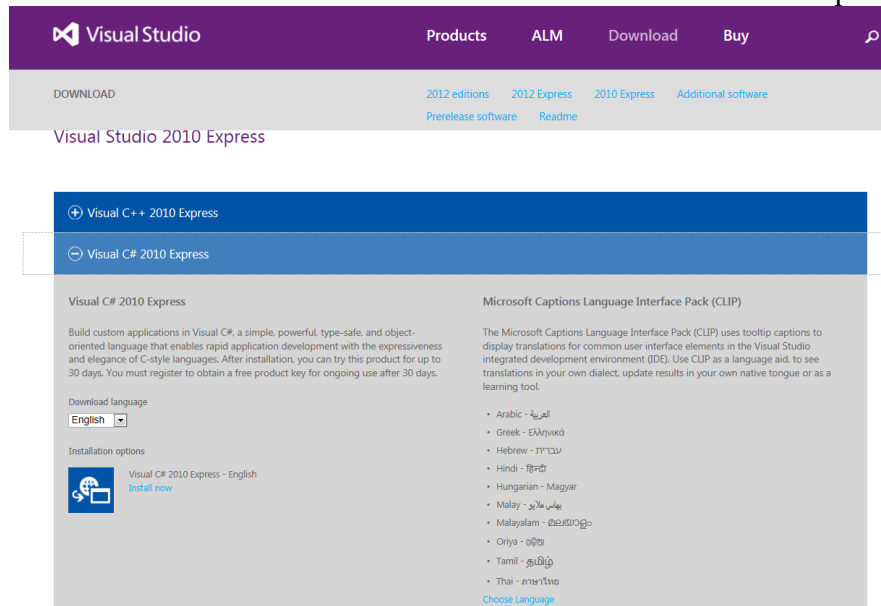 Visual Studio
Products ALM Download Buy
DOWNLOAD
2012 editions 2012 Express 2010 Express Additional software
Prerelease software Readme
Visual Studio 2010 Express
Visual C++ 2010 Express
Visual C# 2010 Express
Visual C# 2010 Express
Build custom applications in Visual C#, a simple, powerful, type-safe, and object-
oriented language that enables rapid application development with the expressiveness
and elegance of C-style languages. After installation, you can try this product for up to
30 days. You must register to obtain a free product key for ongoing use after 30 days.
Download language
English
Installation options
Visual C# 2010 Express - English
Install now
Microsoft Captions Language Interface Pack (CLIP)
The Microsoft Captions Language Interface Pack (CLIP) uses tooltip captions to
display translations for common user interface elements in the Visual Studio
integrated development environment (IDE). Use CLIP as a language aid, to see
translations in your own dialect, update results in your own native tongue or as a
learning tool.
• Arabic - العربية
• Greek - Ελληνικά
• Hebrew - עברית
• Hindi - हिन्दी
• Hungarian - Magyar
• Malay - بهاس ملايو
• Malayalam - മലയാളം
• Oriya - ଓଡ଼ିଆ
• Tamil - தமிழ்
• Thai - ภาษาไทย
Choose Language